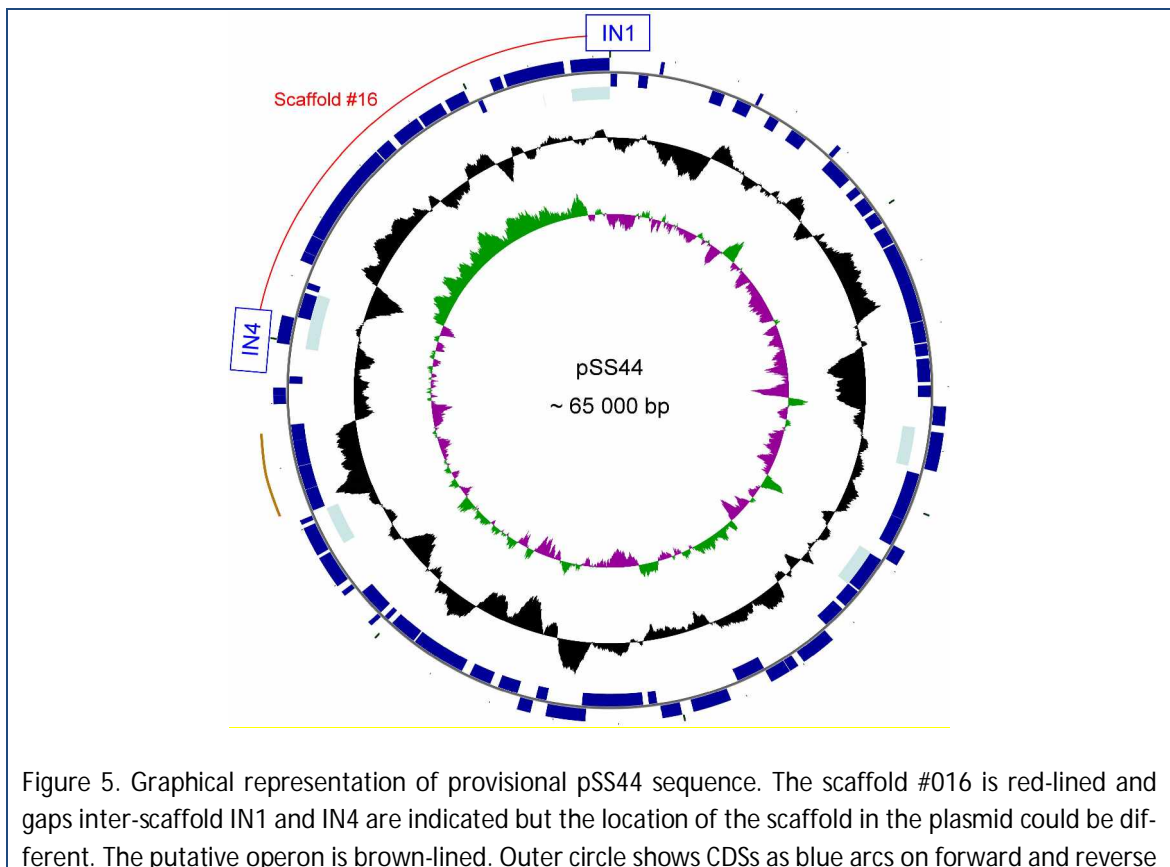 IN1
Scaffold #16
IN4
pSS44
~ 65 000 bp
Figure 5. Graphical representation of provisional pSS44 sequence. The scaffold #016 is red-lined and
gaps inter-scaffold IN1 and IN4 are indicated but the location of the scaffold in the plasmid could be dif-
ferent. The putative operon is brown-lined. Outer circle shows CDSs as blue arcs on forward and reverse